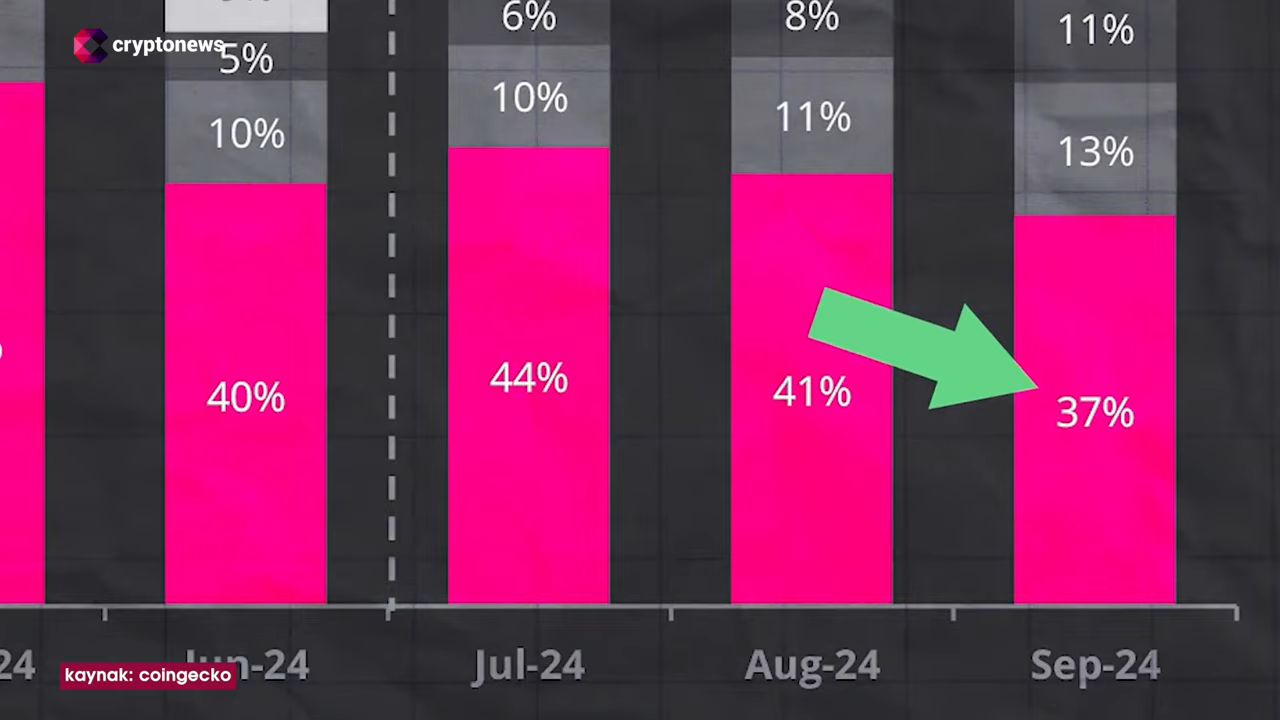 cryptonews
5%
10%
40%
6%
10%
44%
8%
11%
41%
11%
13%
37%
24
Jun-24
Jul-24
Aug-24
Sep-24
kaynak: coingecko